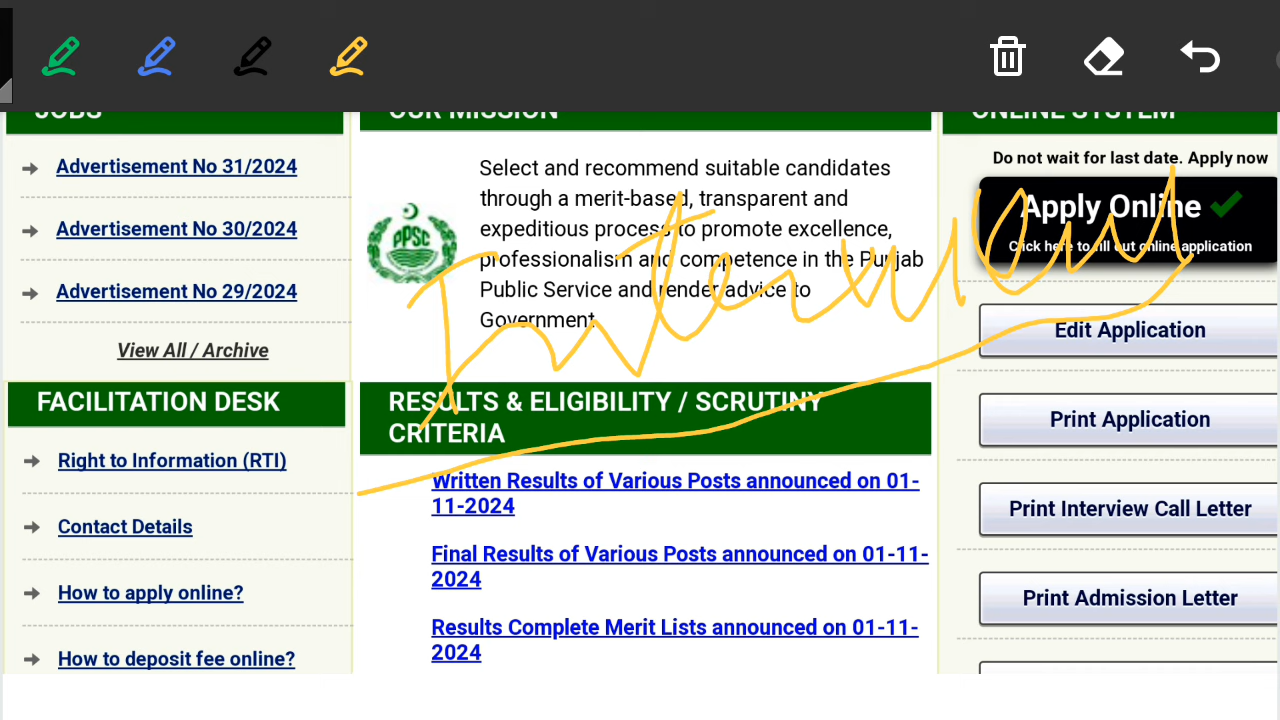 JOBS
OUR MISSION
ONLINE SYSTEM
Advertisement No 31/2024
Advertisement No 30/2024
Advertisement No 29/2024
View All / Archive
FACILITATION DESK
Right to Information (RTI)
Contact Details
How to apply online?
How to deposit fee online?
PPSC
Select and recommend suitable candidates
through a merit-based, transparent and
expeditious process to promote excellence,
professionalism and competence in the Punjab
Public Service and render advice to
Government.
RESULTS & ELIGIBILITY / SCRUTINY
CRITERIA
Written Results of Various Posts announced on 01-
11-2024
Final Results of Various Posts announced on 01-11-
2024
Results Complete Merit Lists announced on 01-11-
2024
Do not wait for last date. Apply now
Apply Online
Click here to fill out online application
Edit Application
Print Application
Print Interview Call Letter
Print Admission Letter